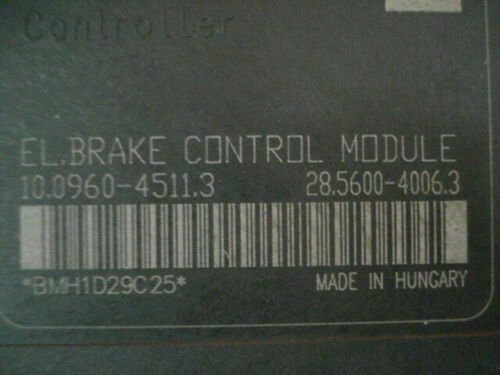 Controller
EL.BRAKE CONTROL MODULE
10.0960-4511.3 28.5600-4006.3
*BMH1D29C25* MADE IN HUNGARY